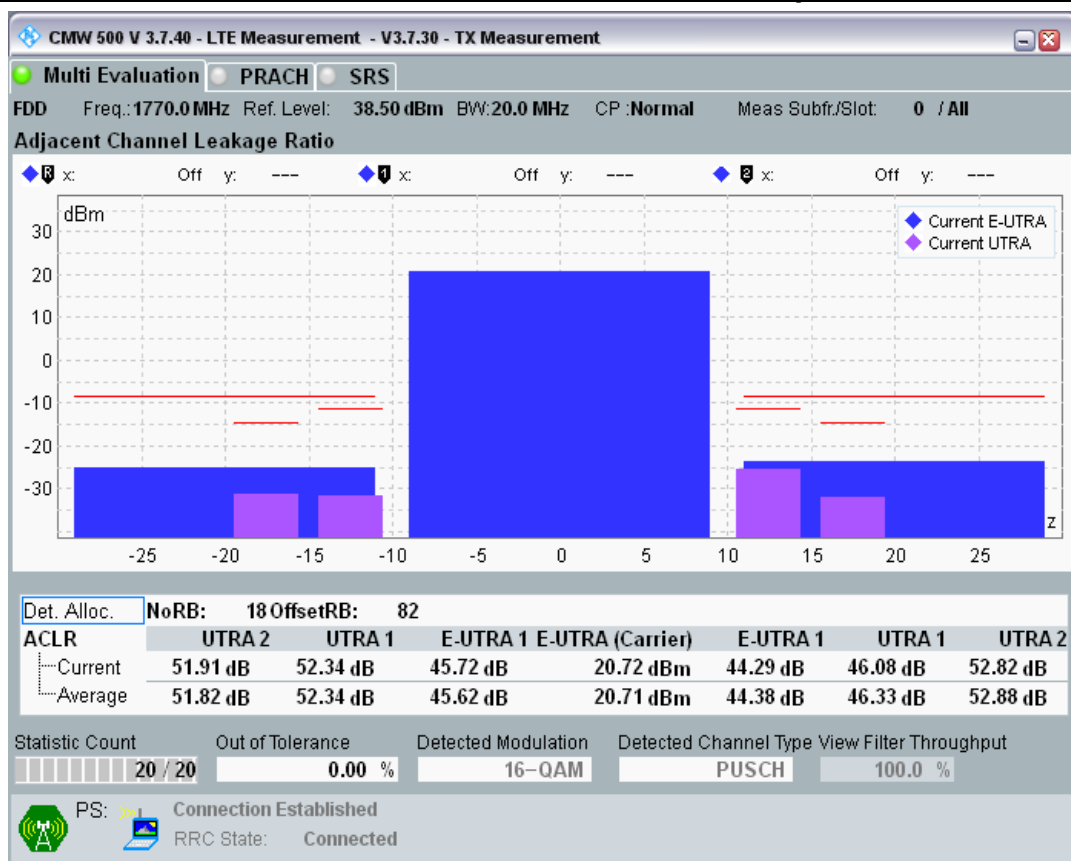 CMW 500 V 3.7.40 - LTE Measurement - V3.7.30 - TX Measurement
Multi Evaluation PRACH SRS
FDD Freq.: 1770.0 MHz Ref. Level: 38.50 dBm BW: 20.0 MHz CP : Normal Meas Subfr./Slot: 0 / All
Adjacent Channel Leakage Ratio
R x: Off y: --- 1 x: Off y: --- 2 x: Off y: ---
dBm
Current E-UTRA
Current UTRA
30
20
10
0
-10
-20
-30
z
-25 -20 -15 -10 -5 0 5 10 15 20 25
Det. Alloc. NoRB: 18 OffsetRB: 82
ACLR UTRA 2 UTRA 1 E-UTRA 1 E-UTRA (Carrier) E-UTRA 1 UTRA 1 UTRA 2
Current 51.91 dB 52.34 dB 45.72 dB 20.72 dBm 44.29 dB 46.08 dB 52.82 dB
Average 51.82 dB 52.34 dB 45.62 dB 20.71 dBm 44.38 dB 46.33 dB 52.88 dB
Statistic Count Out of Tolerance Detected Modulation Detected Channel Type View Filter Throughput
20 / 20 0.00 % 16-QAM PUSCH 100.0 %
PS: Connection Established
RRC State: Connected